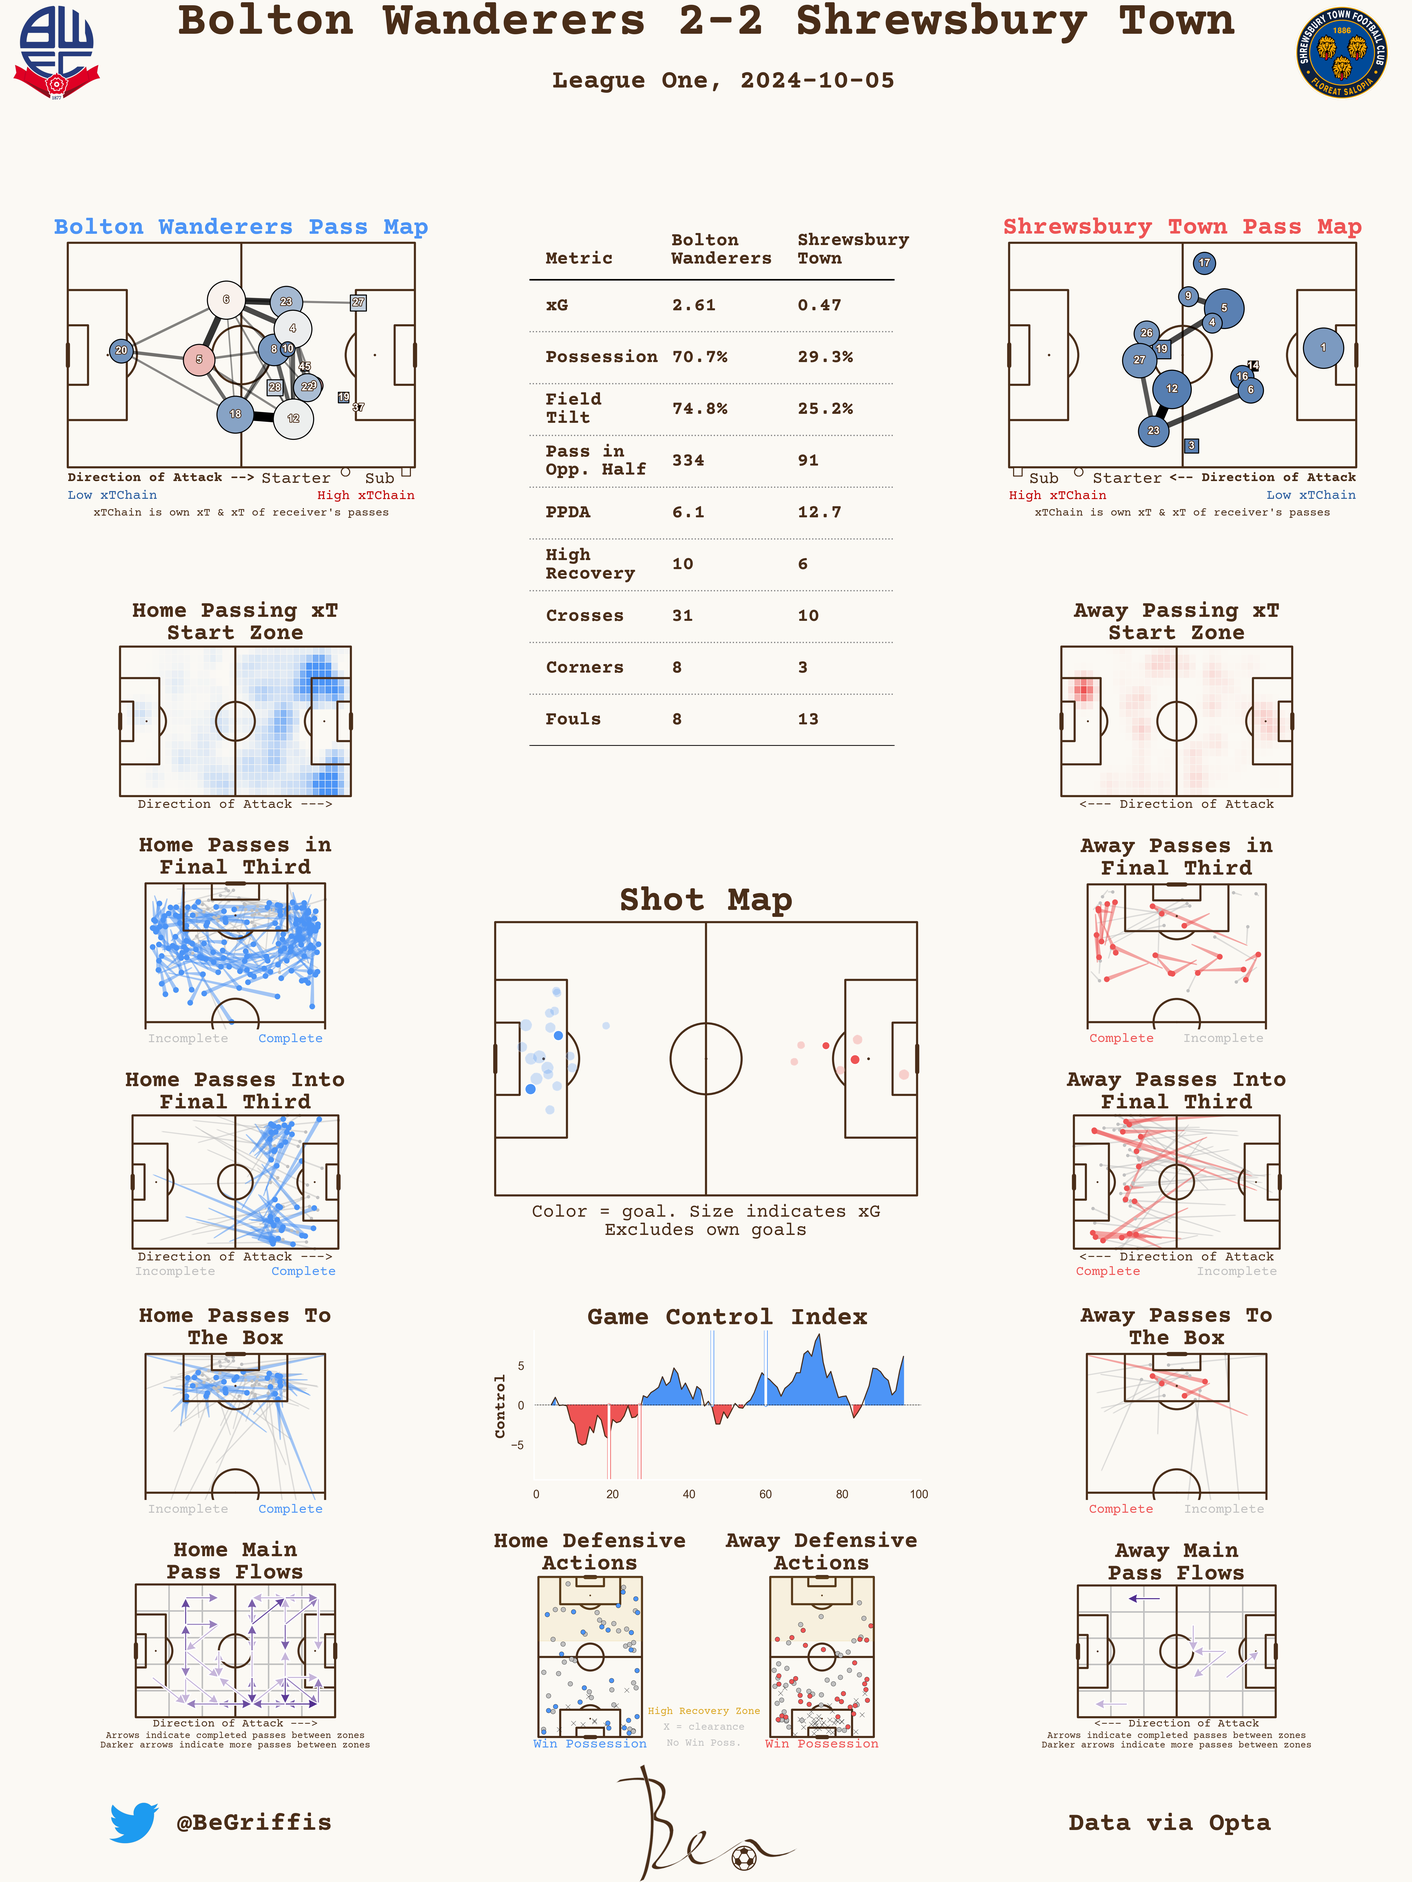 Bolton Wanderers 2-2 Shrewsbury Town
League One, 2024-10-05
BWFC
1877
SHREWSBURY TOWN FOOTBALL CLUB
1886
FLOREAT SALOPIA
Bolton Wanderers Pass Map
6
23
27
4
20
5
8
10
45
28
22
9
19
37
18
12
Direction of Attack --> Starter Sub
Low xTChain High xTChain
xTChain is own xT & xT of receiver's passes
Metric Bolton Wanderers Shrewsbury Town
xG 2.61 0.47
Possession 70.7% 29.3%
Field Tilt 74.8% 25.2%
Pass in Opp. Half 334 91
PPDA 6.1 12.7
High Recovery 10 6
Crosses 31 10
Corners 8 3
Fouls 8 13
Shrewsbury Town Pass Map
17
9
5
4
26
19
27
1
14
16
12
6
23
3
Sub Starter <-- Direction of Attack
High xTChain Low xTChain
xTChain is own xT & xT of receiver's passes
Home Passing xT
Start Zone
Direction of Attack --->
Away Passing xT
Start Zone
<--- Direction of Attack
Home Passes in
Final Third
Incomplete Complete
Away Passes in
Final Third
Complete Incomplete
Shot Map
Color = goal. Size indicates xG
Excludes own goals
Home Passes Into
Final Third
Direction of Attack --->
Incomplete Complete
Away Passes Into
Final Third
<--- Direction of Attack
Complete Incomplete
Home Passes To
The Box
Incomplete Complete
Game Control Index
Control
5
0
−5
0 20 40 60 80 100
Away Passes To
The Box
Complete Incomplete
Home Main
Pass Flows
Direction of Attack --->
Arrows indicate completed passes between zones
Darker arrows indicate more passes between zones
Home Defensive
Actions
Win Possession
High Recovery Zone
X = clearance
No Win Poss.
Away Defensive
Actions
Win Possession
Away Main
Pass Flows
<--- Direction of Attack
Arrows indicate completed passes between zones
Darker arrows indicate more passes between zones
@BeGriffis
Ben
Data via Opta